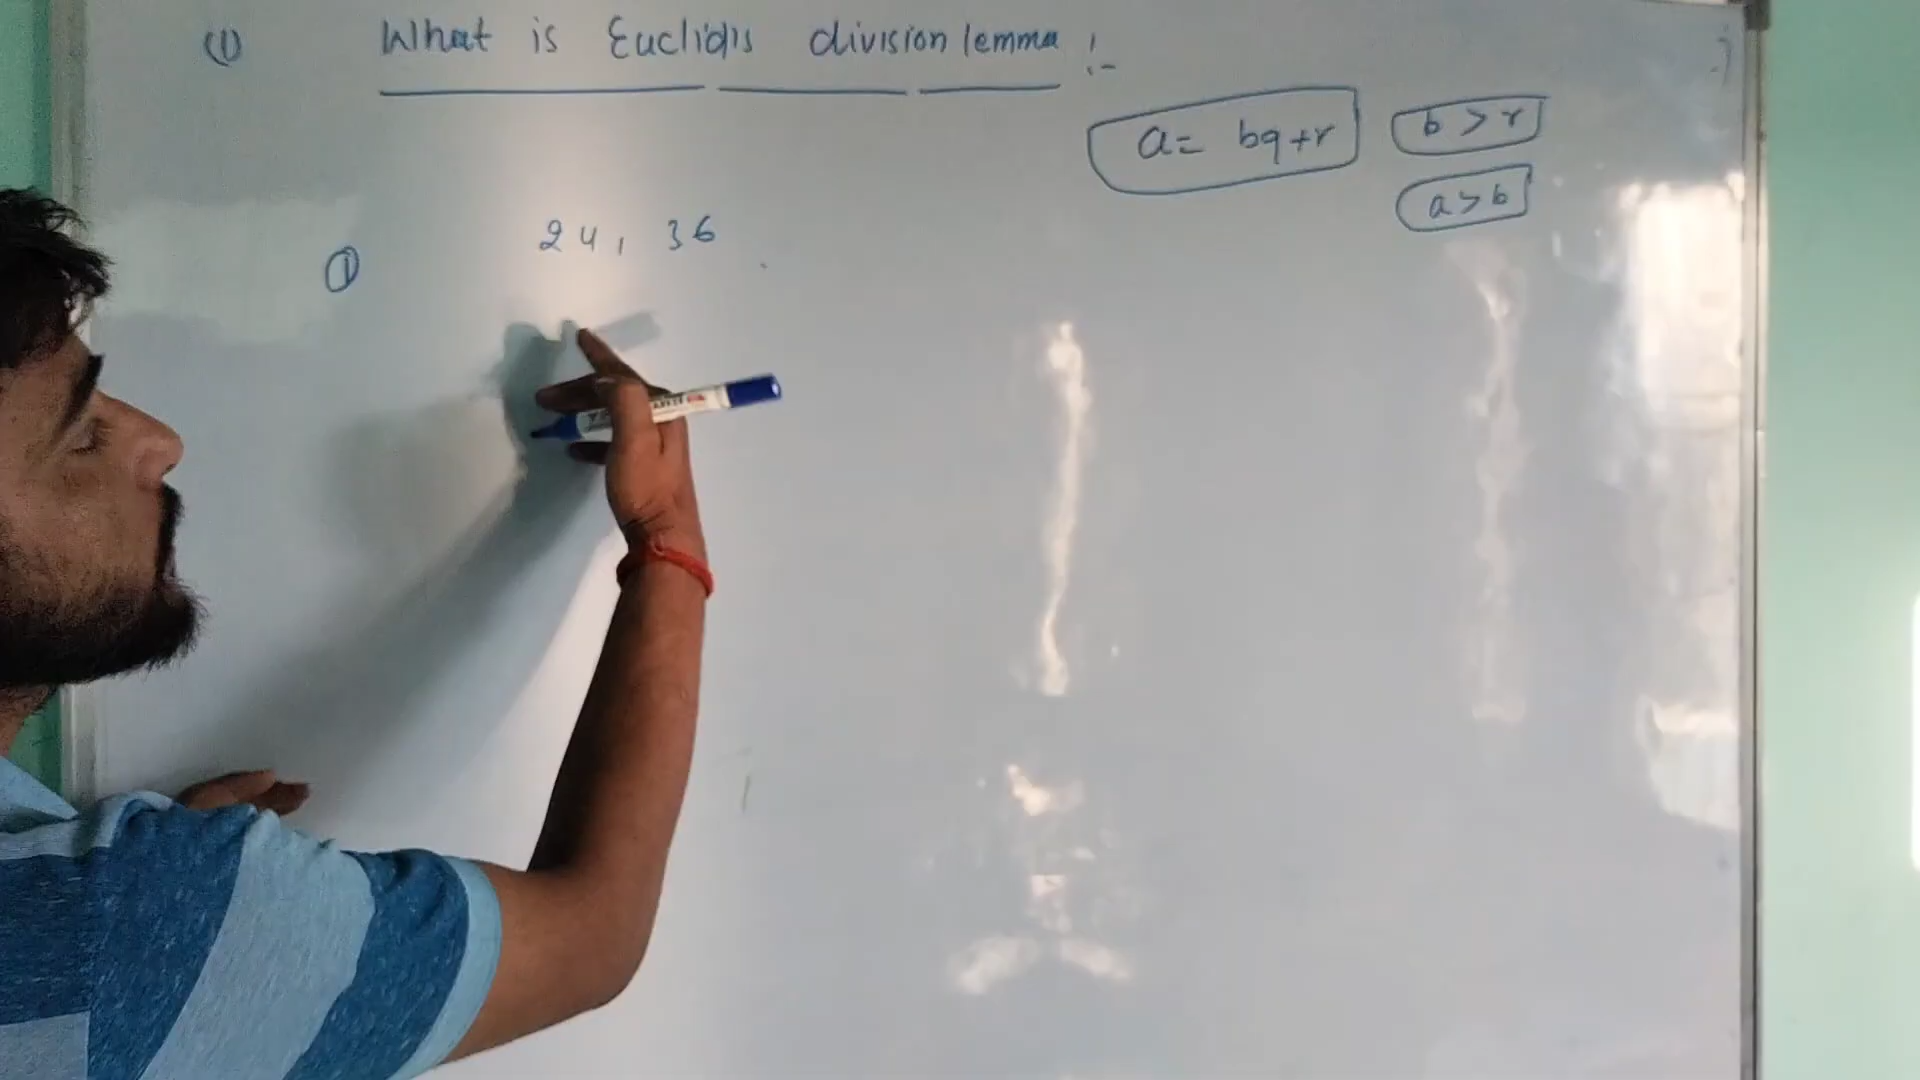 (1) What is Euclid's division lemma :-
a = bq + r
b > r
a > b
① 24, 36